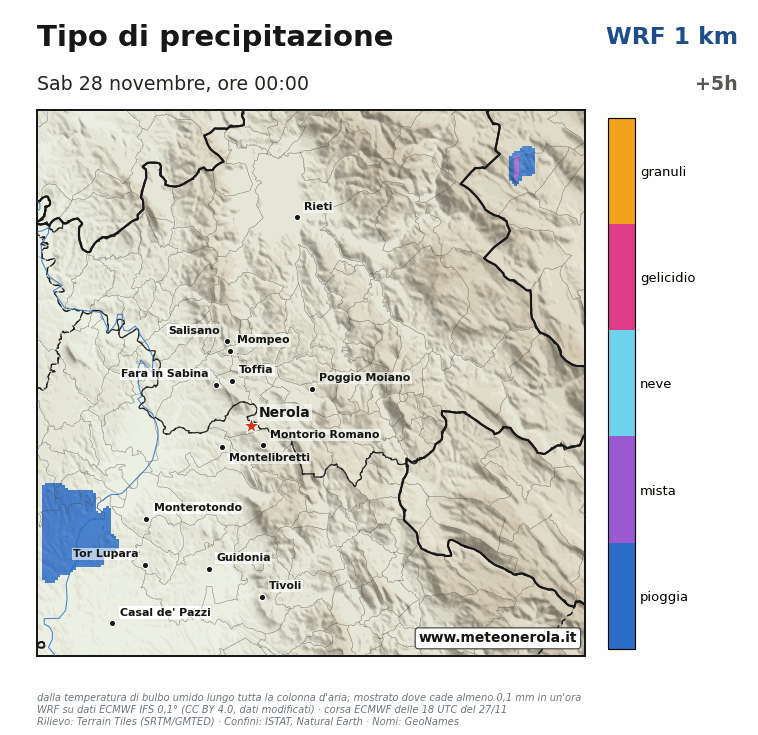 Tipo di precipitazione
WRF 1 km
Sab 28 novembre, ore 00:00
+5h
granuli
gelicidio
neve
mista
pioggia
Rieti
Salisano
Mompeo
Toffia
Fara in Sabina
Poggio Moiano
Nerola
Montorio Romano
Montelibretti
Monterotondo
Tor Lupara
Guidonia
Tivoli
Casal de' Pazzi
www.meteonerola.it
dalla temperatura di bulbo umido lungo tutta la colonna d'aria; mostrato dove cade almeno 0,1 mm in un'ora
WRF su dati ECMWF IFS 0,1° (CC BY 4.0, dati modificati) · corsa ECMWF delle 18 UTC del 27/11
Rilievo: Terrain Tiles (SRTM/GMTED) · Confini: ISTAT, Natural Earth · Nomi: GeoNames